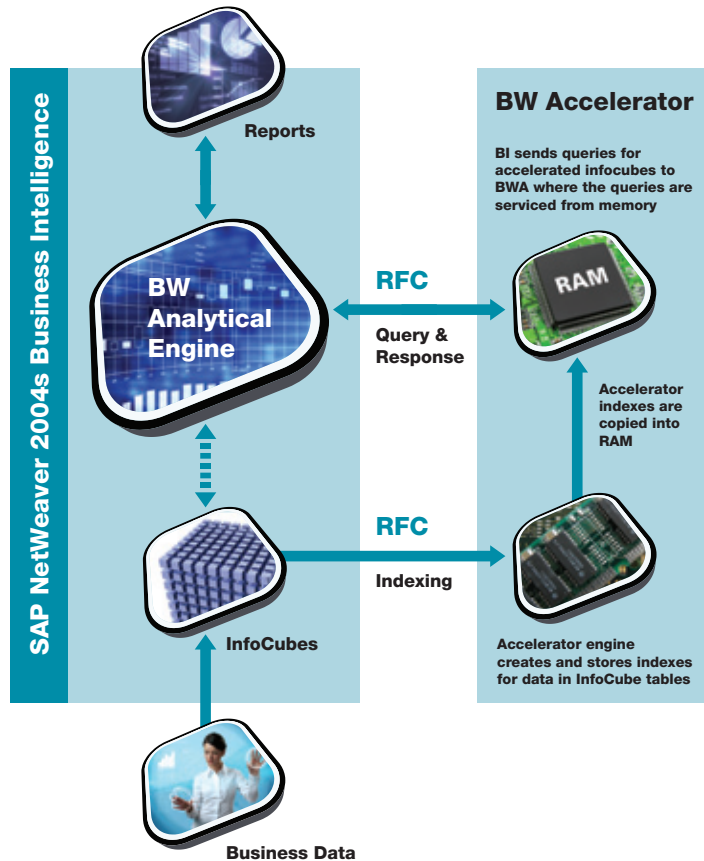 SAP NetWeaver 2004s Business Intelligence
Reports
BW
Analytical
Engine
InfoCubes
Business Data
RFC
Query &
Response
RFC
Indexing
BW Accelerator
BI sends queries for
accelerated infocubes to
BWA where the queries are
serviced from memory
RAM
Accelerator
indexes are
copied into
RAM
Accelerator engine
creates and stores indexes
for data in InfoCube tables